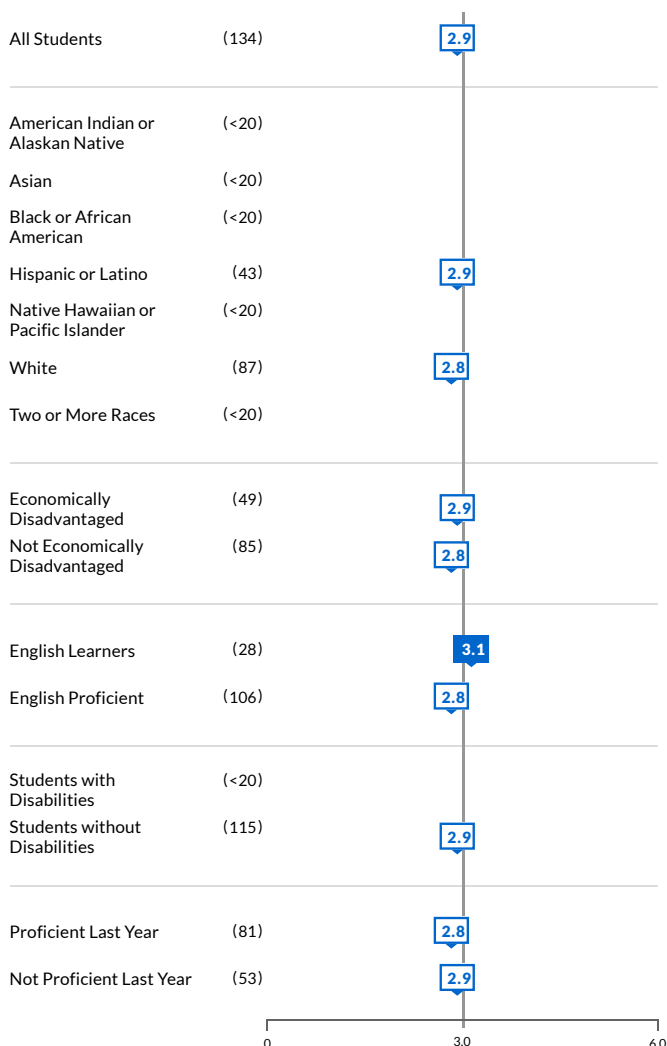 All Students (134) 2.9
American Indian or (<20)
Alaskan Native
Asian (<20)
Black or African (<20)
American
Hispanic or Latino (43) 2.9
Native Hawaiian or (<20)
Pacific Islander
White (87) 2.8
Two or More Races (<20)
Economically (49) 2.9
Disadvantaged
Not Economically (85) 2.8
Disadvantaged
English Learners (28) 3.1
English Proficient (106) 2.8
Students with (<20)
Disabilities
Students without (115) 2.9
Disabilities
Proficient Last Year (81) 2.8
Not Proficient Last Year (53) 2.9
0 3.0 6.0